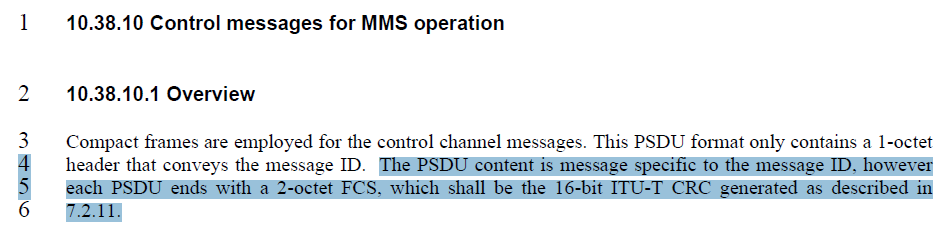 1 10.38.10 Control messages for MMS operation
2 10.38.10.1 Overview
3 Compact frames are employed for the control channel messages. This PSDU format only contains a 1-octet
4 header that conveys the message ID. The PSDU content is message specific to the message ID, however
5 each PSDU ends with a 2-octet FCS, which shall be the 16-bit ITU-T CRC generated as described in
6 7.2.11.